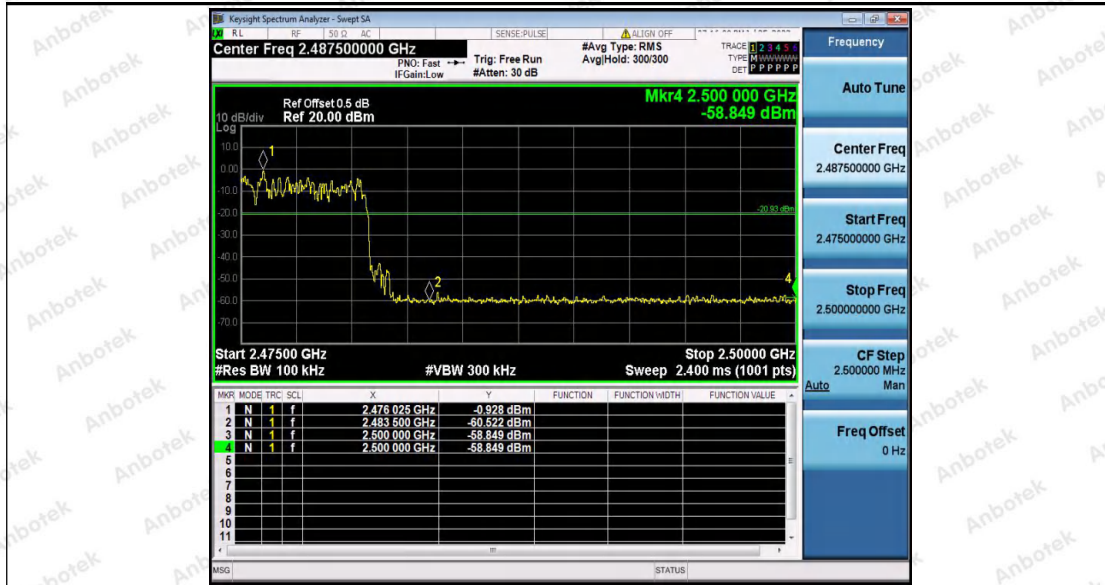 Keysight Spectrum Analyzer - Swept SA
RL RF 50 Ω AC SENSE:PULSE ALIGN OFF
Center Freq 2.487500000 GHz
PNO: Fast
IFGain:Low
Trig: Free Run
#Atten: 30 dB
#Avg Type: RMS
Avg|Hold: 300/300
TRACE 1 2 3 4 5 6
TYPE M WWWWW
DET P P P P P P
Mkr4 2.500 000 GHz
-58.849 dBm
Ref Offset 0.5 dB
10 dB/div Ref 20.00 dBm
Log
10.0
0.00
-10.0
-20.0
-30.0
-40.0
-50.0
-60.0
-70.0
1
2
4
-20.93 dBm
Start 2.47500 GHz Stop 2.50000 GHz
#Res BW 100 kHz #VBW 300 kHz Sweep 2.400 ms (1001 pts)
MKR MODE TRC SCL X Y FUNCTION FUNCTION WIDTH FUNCTION VALUE
1 N 1 f 2.476 025 GHz -0.928 dBm
2 N 1 f 2.483 500 GHz -60.522 dBm
3 N 1 f 2.500 000 GHz -58.849 dBm
4 N 1 f 2.500 000 GHz -58.849 dBm
5
6
7
8
9
10
11
MSG STATUS
Frequency
Auto Tune
Center Freq
2.487500000 GHz
Start Freq
2.475000000 GHz
Stop Freq
2.500000000 GHz
CF Step
2.500000 MHz
Auto Man
Freq Offset
0 Hz
Anbotek